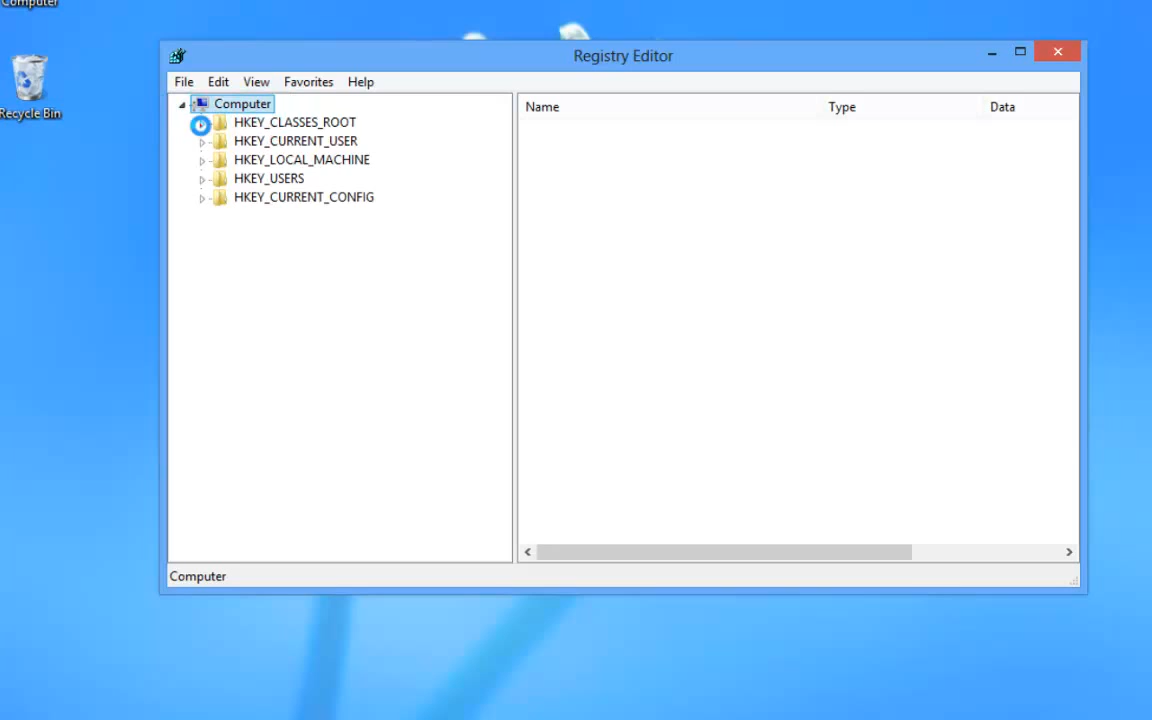 Computer
Recycle Bin
Registry Editor
File Edit View Favorites Help
Computer
HKEY_CLASSES_ROOT
HKEY_CURRENT_USER
HKEY_LOCAL_MACHINE
HKEY_USERS
HKEY_CURRENT_CONFIG
Name Type Data
Computer